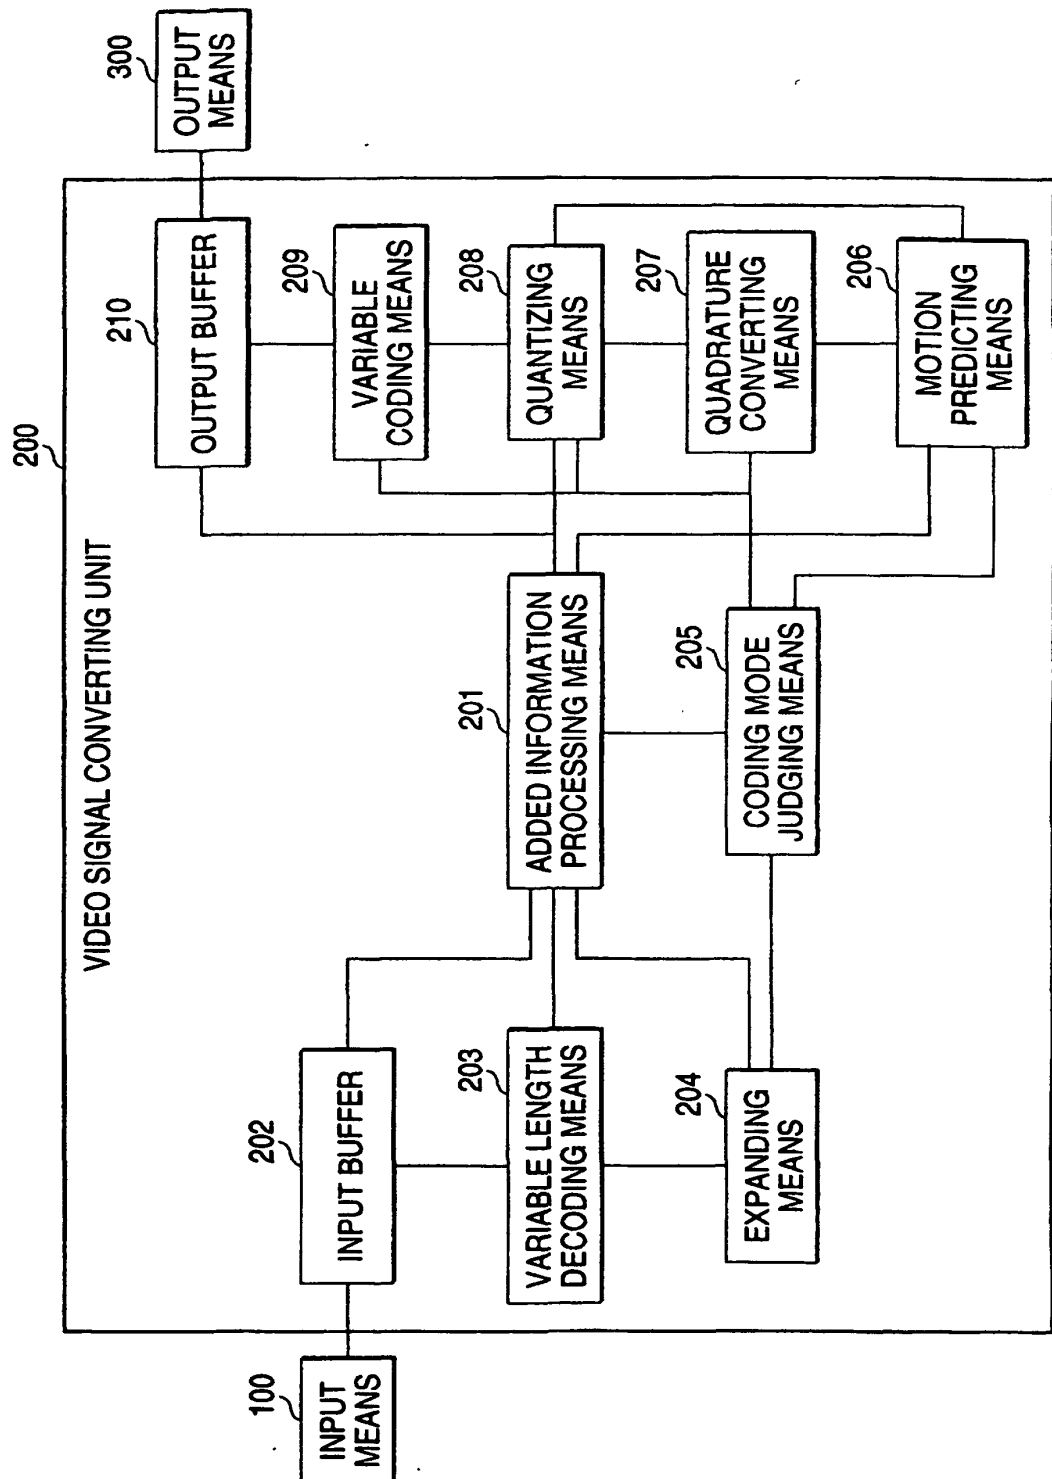 200
VIDEO SIGNAL CONVERTING UNIT
100
INPUT
MEANS
202
INPUT BUFFER
203
VARIABLE LENGTH
DECODING MEANS
204
EXPANDING
MEANS
201
ADDED INFORMATION
PROCESSING MEANS
205
CODING MODE
JUDGING MEANS
210
OUTPUT BUFFER
209
VARIABLE
CODING MEANS
208
QUANTIZING
MEANS
207
QUADRATURE
CONVERTING
MEANS
206
MOTION
PREDICTING
MEANS
300
OUTPUT
MEANS